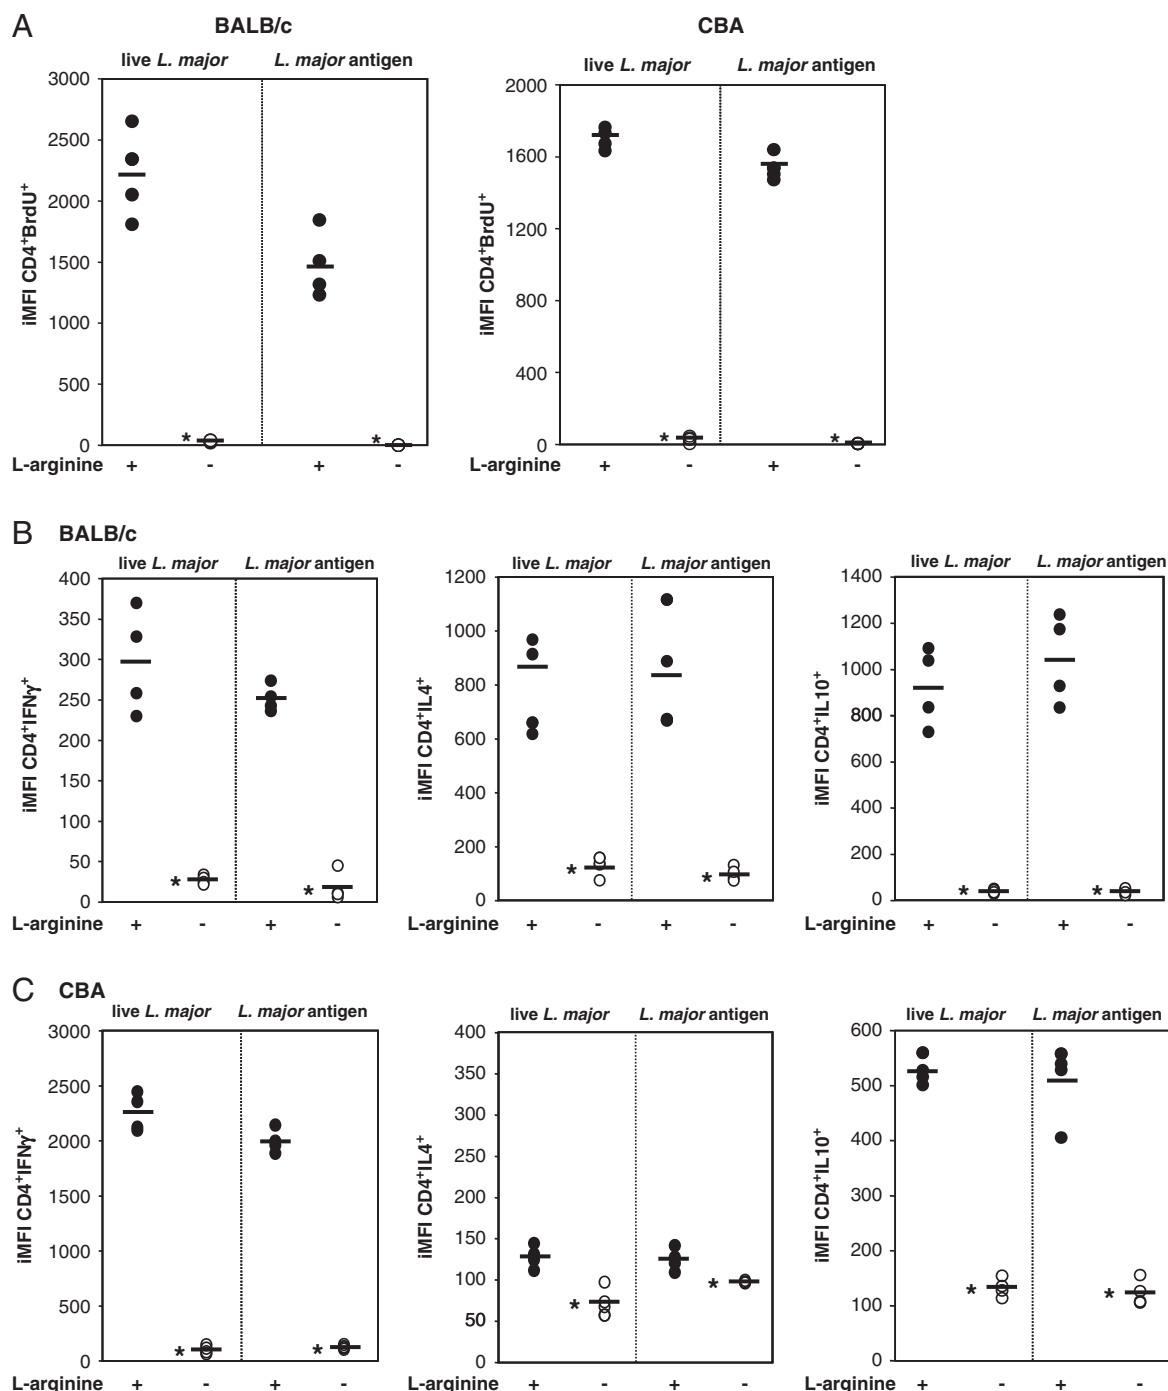 A
BALB/c
CBA
live L. major
L. major antigen
live L. major
L. major antigen
iMFI CD4+BrdU+
3000
2500
2000
1500
1000
500
0
*
*
iMFI CD4+BrdU+
2000
1600
1200
800
400
0
*
*
L-arginine + - + -
L-arginine + - + -
B BALB/c
live L. major
L. major antigen
live L. major
L. major antigen
live L. major
L. major antigen
iMFI CD4+IFNγ+
400
350
300
250
200
150
100
50
0
*
*
iMFI CD4+IL4+
1200
1000
800
600
400
200
0
*
*
iMFI CD4+IL10+
1400
1200
1000
800
600
400
200
0
*
*
L-arginine + - + -
L-arginine + - + -
L-arginine + - + -
C CBA
live L. major
L. major antigen
live L. major
L. major antigen
live L. major
L. major antigen
iMFI CD4+IFNγ+
3000
2500
2000
1500
1000
500
0
*
*
iMFI CD4+IL4+
400
350
300
250
200
150
100
50
0
*
*
iMFI CD4+IL10+
600
500
400
300
200
100
0
*
*
L-arginine + - + -
L-arginine + - + -
L-arginine + - + -